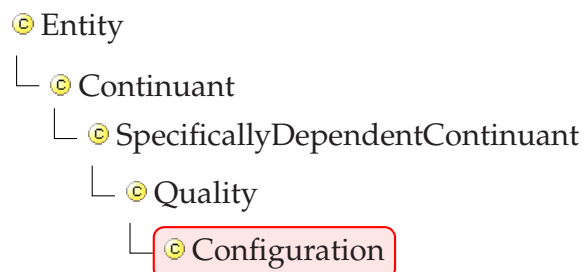 C Entity
C Continuant
C SpecificallyDependentContinuant
C Quality
C Configuration